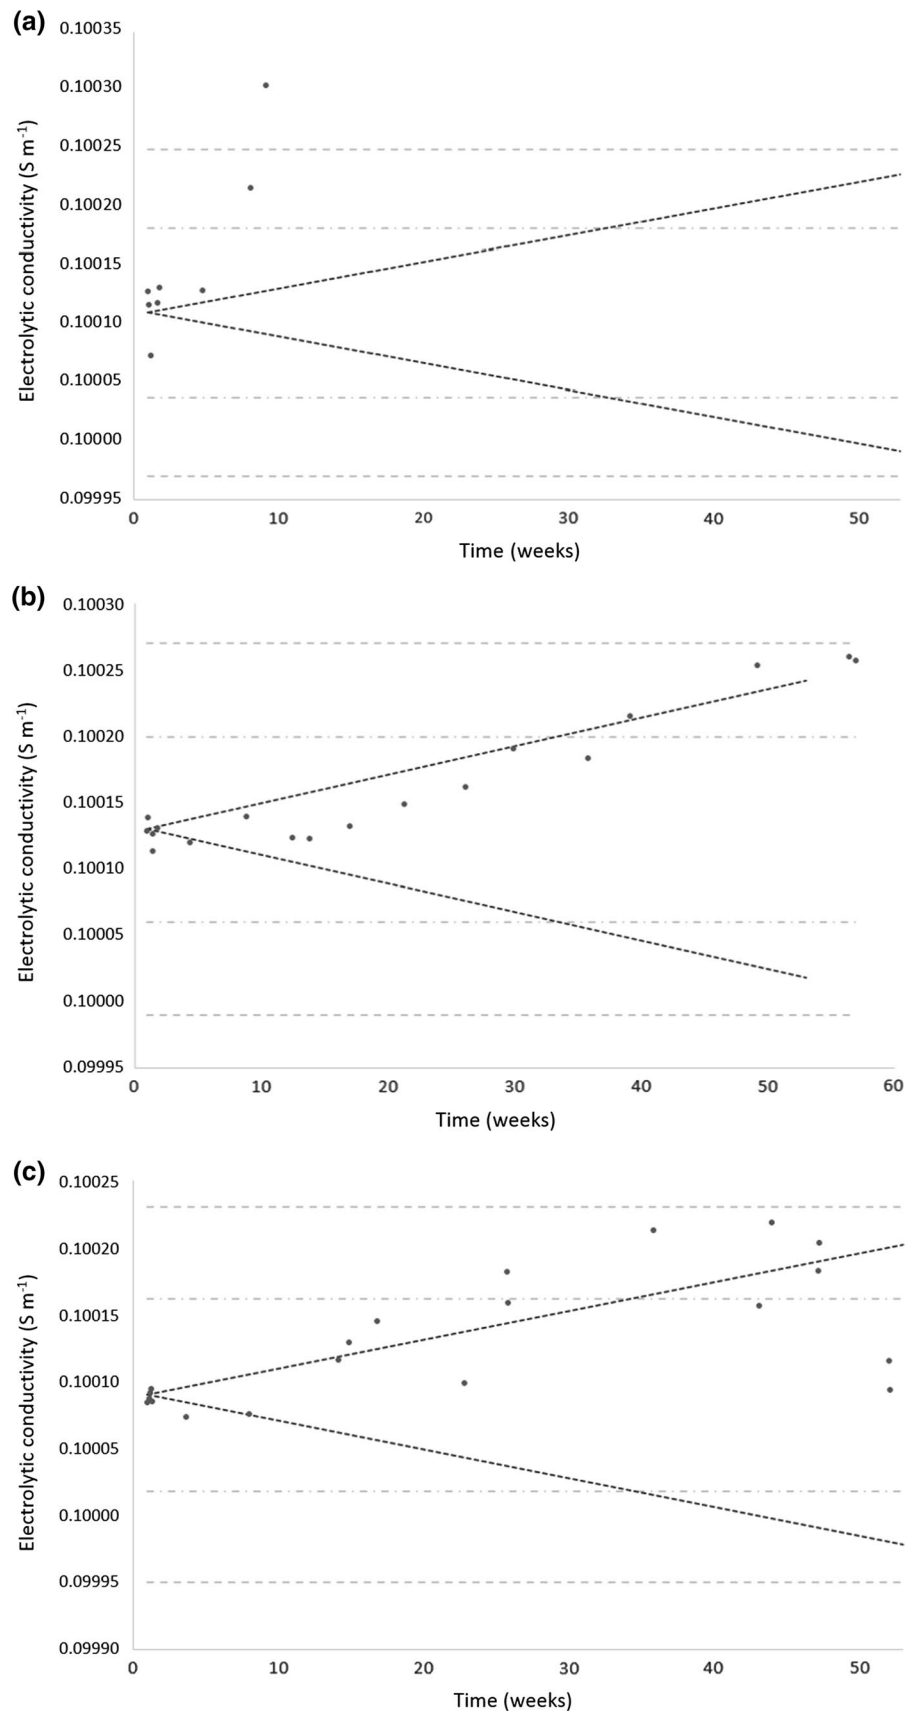 (a)
Electrolytic conductivity (S m⁻¹)
0.10035
0.10030
0.10025
0.10020
0.10015
0.10010
0.10005
0.10000
0.09995
0 10 20 30 40 50
Time (weeks)
(b)
Electrolytic conductivity (S m⁻¹)
0.10030
0.10025
0.10020
0.10015
0.10010
0.10005
0.10000
0.09995
0 10 20 30 40 50 60
Time (weeks)
(c)
Electrolytic conductivity (S m⁻¹)
0.10025
0.10020
0.10015
0.10010
0.10005
0.10000
0.09995
0.09990
0 10 20 30 40 50
Time (weeks)